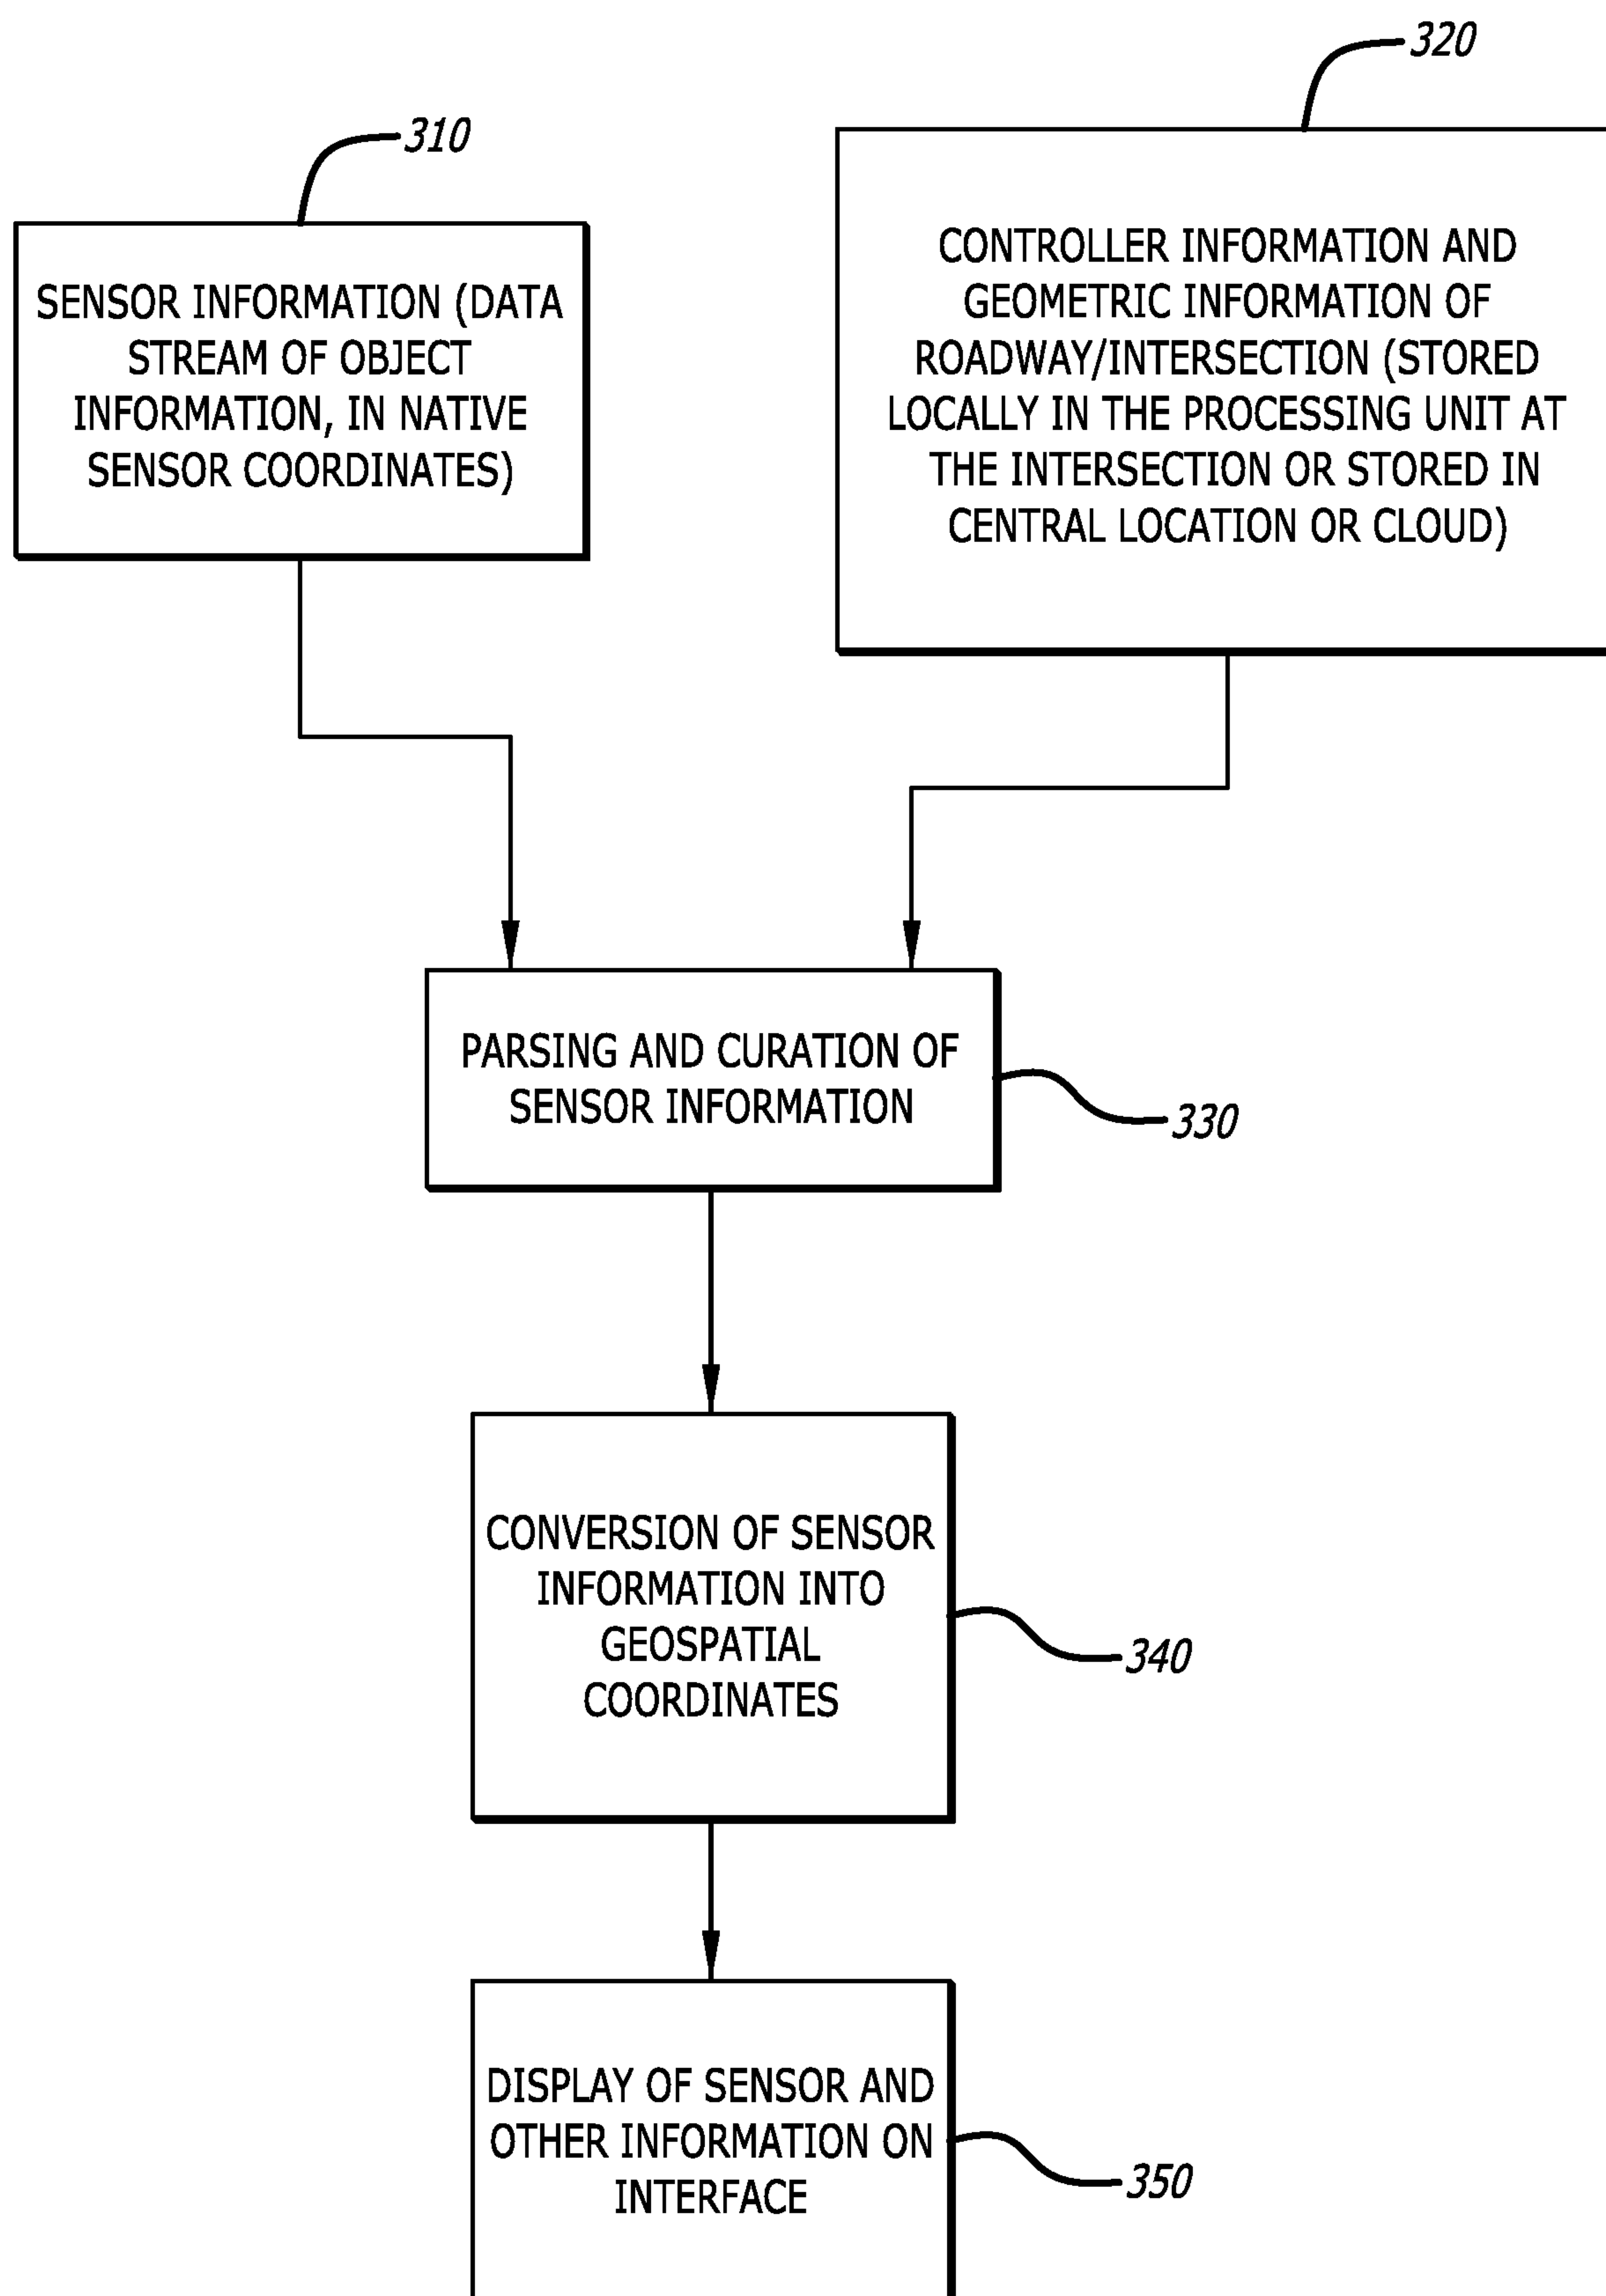 320
310
SENSOR INFORMATION (DATA
STREAM OF OBJECT
INFORMATION, IN NATIVE
SENSOR COORDINATES)
CONTROLLER INFORMATION AND
GEOMETRIC INFORMATION OF
ROADWAY/INTERSECTION (STORED
LOCALLY IN THE PROCESSING UNIT AT
THE INTERSECTION OR STORED IN
CENTRAL LOCATION OR CLOUD)
PARSING AND CURATION OF
SENSOR INFORMATION
330
CONVERSION OF SENSOR
INFORMATION INTO
GEOSPATIAL
COORDINATES
340
DISPLAY OF SENSOR AND
OTHER INFORMATION ON
INTERFACE
350